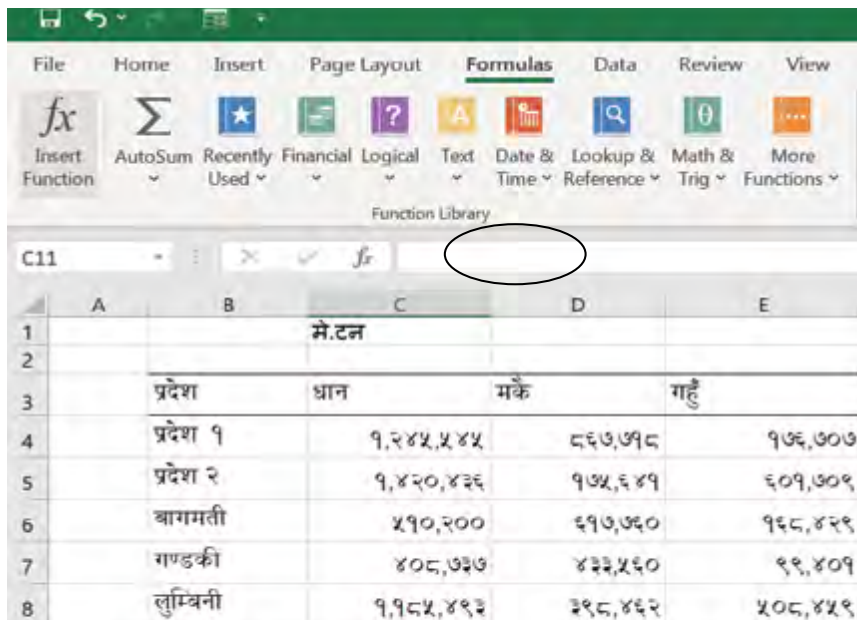 File Home Insert Page Layout Formulas Data Review View
fx
Insert Function AutoSum Recently Used Financial Logical Text Date & Time Lookup & Reference Math & Trig More Functions
Function Library
C11 fx
A B C D E
1 मे.टन
2
3 प्रदेश धान मकै गहुँ
4 प्रदेश १ १,२४५,५४५ ८६७,७१८ १७६,७०७
5 प्रदेश २ १,४२०,४३६ १७५,६४१ ६०१,७०९
6 बागमती ५१०,२०० ६१७,७६० १६८,४२९
7 गण्डकी ४०८,७३७ ४३३,५६० ९९,४०१
8 लुम्बिनी १,१८५,४९३ ३९८,४६२ ५०८,४५९